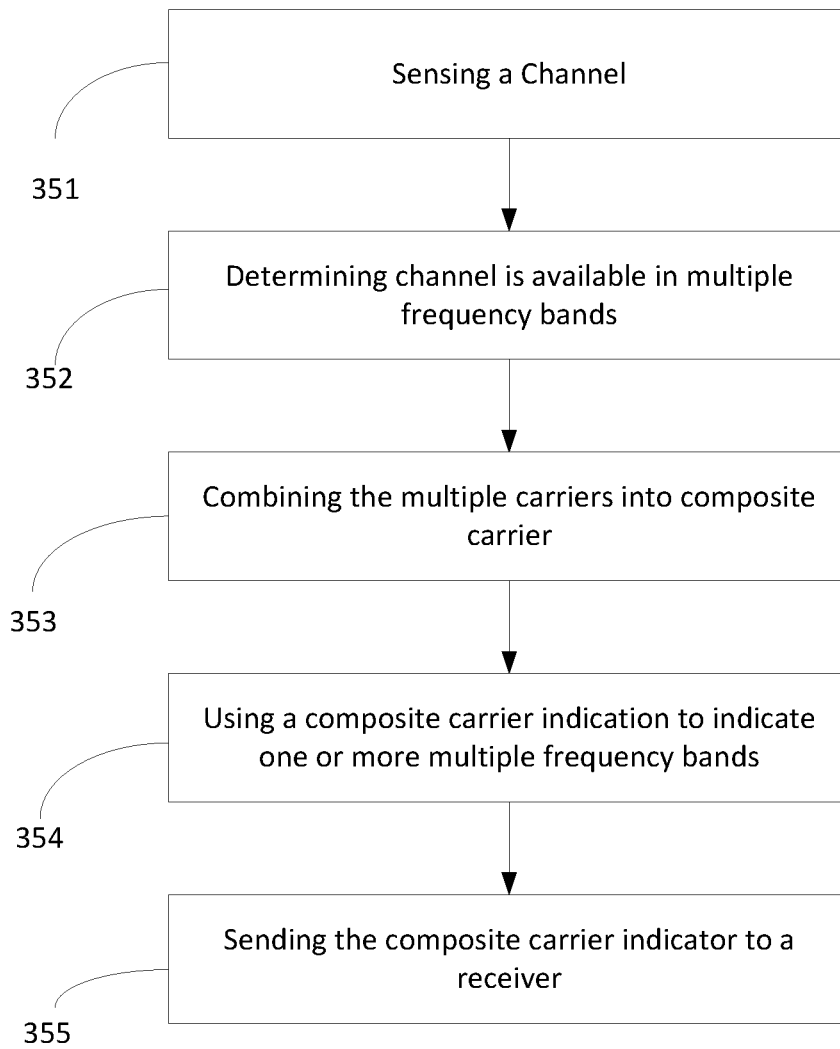 Sensing a Channel
351
Determining channel is available in multiple
frequency bands
352
Combining the multiple carriers into composite
carrier
353
Using a composite carrier indication to indicate
one or more multiple frequency bands
354
Sending the composite carrier indicator to a
receiver
355